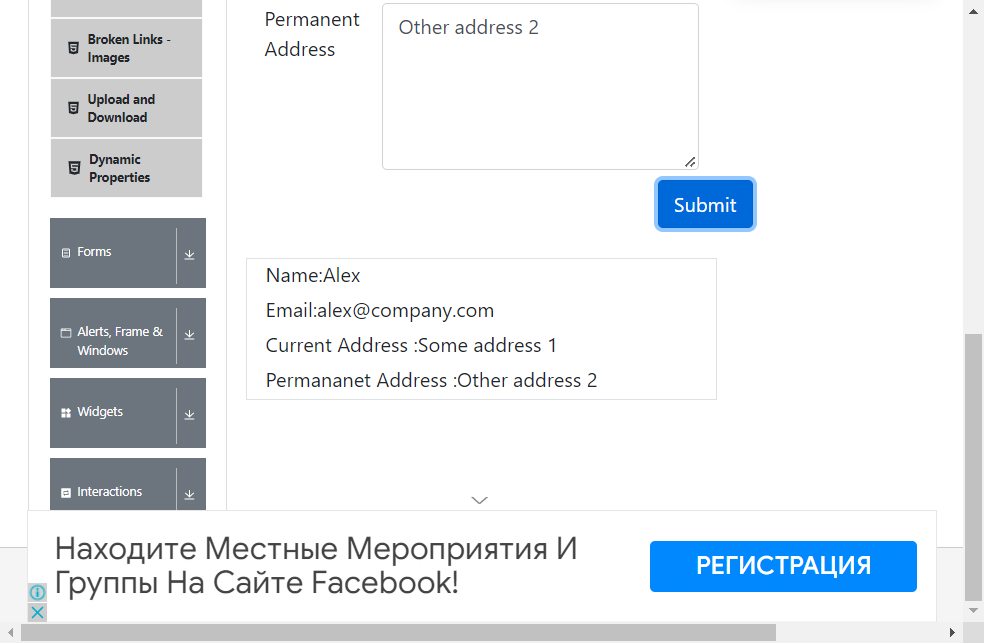 Broken Links -
Images
Upload and
Download
Dynamic
Properties
Forms
Alerts, Frame &
Windows
Widgets
Interactions
Permanent
Address
Other address 2
Submit
Name:Alex
Email:alex@company.com
Current Address :Some address 1
Permananet Address :Other address 2
Находите Местные Мероприятия И
Группы На Сайте Facebook!
РЕГИСТРАЦИЯ